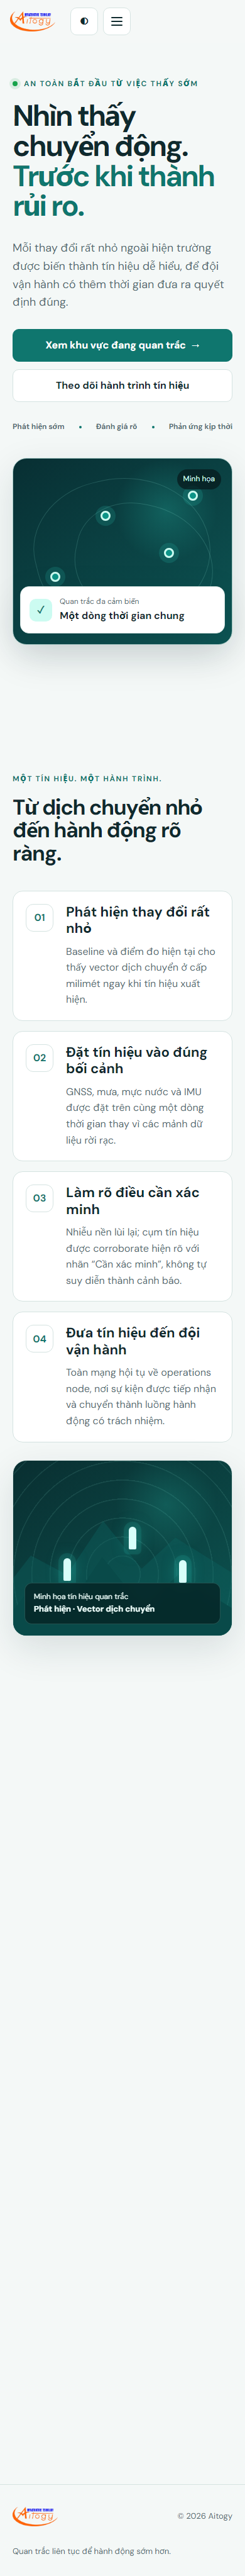 Aitogy
AN TOÀN BẮT ĐẦU TỪ VIỆC THẤY SỚM
Nhìn thấy
chuyển động.
Trước khi thành
rủi ro.
Mỗi thay đổi rất nhỏ ngoài hiện trường
được biến thành tín hiệu dễ hiểu, để đội
vận hành có thêm thời gian đưa ra quyết
định đúng.
Xem khu vực đang quan trắc →
Theo dõi hành trình tín hiệu
Phát hiện sớm • Đánh giá rõ • Phản ứng kịp thời
Minh họa
✓
Quan trắc đa cảm biến
Một dòng thời gian chung
MỘT TÍN HIỆU. MỘT HÀNH TRÌNH.
Từ dịch chuyển nhỏ
đến hành động rõ
ràng.
01
Phát hiện thay đổi rất
nhỏ
Baseline và điểm đo hiện tại cho
thấy vector dịch chuyển ở cấp
milimét ngay khi tín hiệu xuất
hiện.
02
Đặt tín hiệu vào đúng
bối cảnh
GNSS, mưa, mực nước và IMU
được đặt trên cùng một dòng
thời gian thay vì các mảnh dữ
liệu rời rạc.
03
Làm rõ điều cần xác
minh
Nhiễu nền lùi lại; cụm tín hiệu
được corroborate hiện rõ với
nhãn “Cần xác minh”, không tự
suy diễn thành cảnh báo.
04
Đưa tín hiệu đến đội
vận hành
Toàn mạng hội tụ về operations
node, nơi sự kiện được tiếp nhận
và chuyển thành luồng hành
động có trách nhiệm.
Minh họa tín hiệu quan trắc
Phát hiện · Vector dịch chuyển
Aitogy
© 2026 Aitogy
Quan trắc liên tục để hành động sớm hơn.